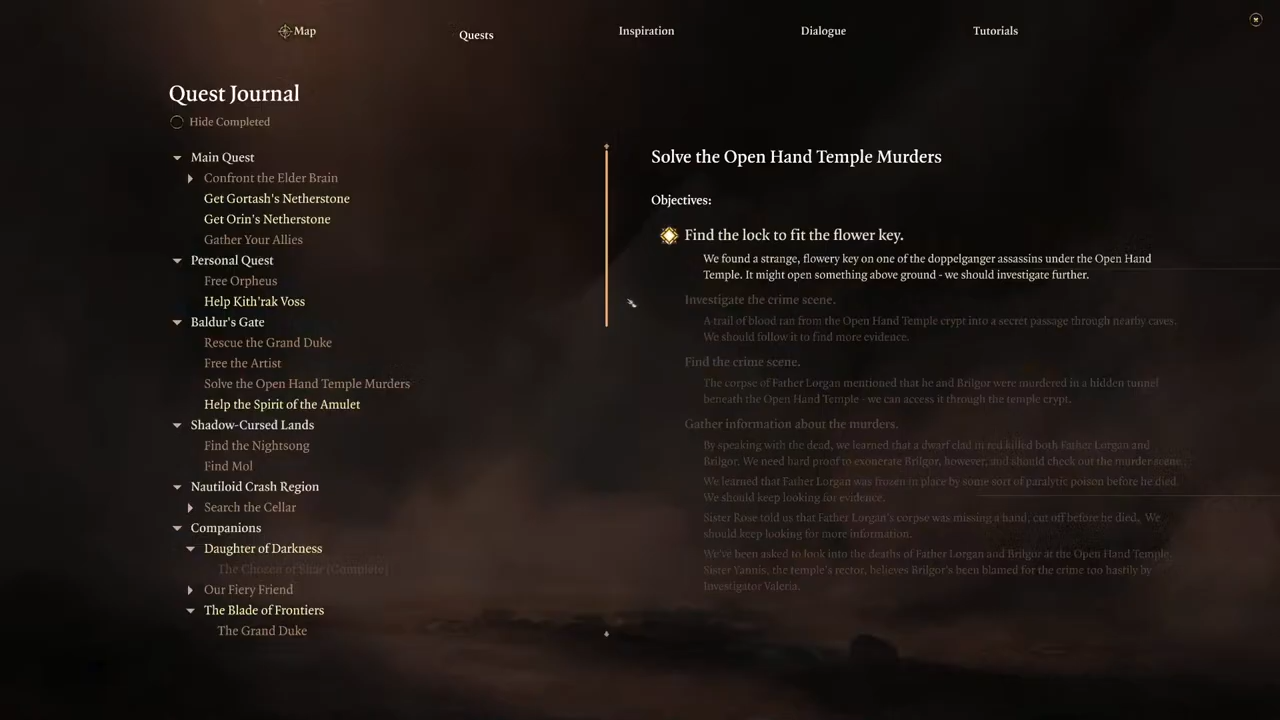 Map
Quests
Inspiration
Dialogue
Tutorials
Quest Journal
Hide Completed
Main Quest
Confront the Elder Brain
Get Gortash's Netherstone
Get Orin's Netherstone
Gather Your Allies
Personal Quest
Free Orpheus
Help Kith'rak Voss
Baldur's Gate
Rescue the Grand Duke
Free the Artist
Solve the Open Hand Temple Murders
Help the Spirit of the Amulet
Shadow-Cursed Lands
Find the Nightsong
Find Mol
Nautiloid Crash Region
Search the Cellar
Companions
Daughter of Darkness
The Chosen of Shar (Complete)
Our Fiery Friend
The Blade of Frontiers
The Grand Duke
Solve the Open Hand Temple Murders
Objectives:
Find the lock to fit the flower key.
We found a strange, flowery key on one of the doppelganger assassins under the Open Hand
Temple. It might open something above ground - we should investigate further.
Investigate the crime scene.
A trail of blood ran from the Open Hand Temple crypt into a secret passage through nearby caves.
We should follow it to find more evidence.
Find the crime scene.
The corpse of Father Lorgan mentioned that he and Brilgor were murdered in a hidden tunnel
beneath the Open Hand Temple - we can access it through the temple crypt.
Gather information about the murders.
By speaking with the dead, we learned that a dwarf clad in red killed both Father Lorgan and
Brilgor. We need hard proof to exonerate Brilgor, however, and should check out the murder scene.
We learned that Father Lorgan was frozen in place by some sort of paralytic poison before he died.
We should keep looking for evidence.
Sister Rose told us that Father Lorgan's corpse was missing a hand, cut off before he died. We
should keep looking for more information.
We've been asked to look into the deaths of Father Lorgan and Brilgor at the Open Hand Temple.
Sister Yannis, the temple's rector, believes Brilgor's been blamed for the crime too hastily by
Investigator Valeria.